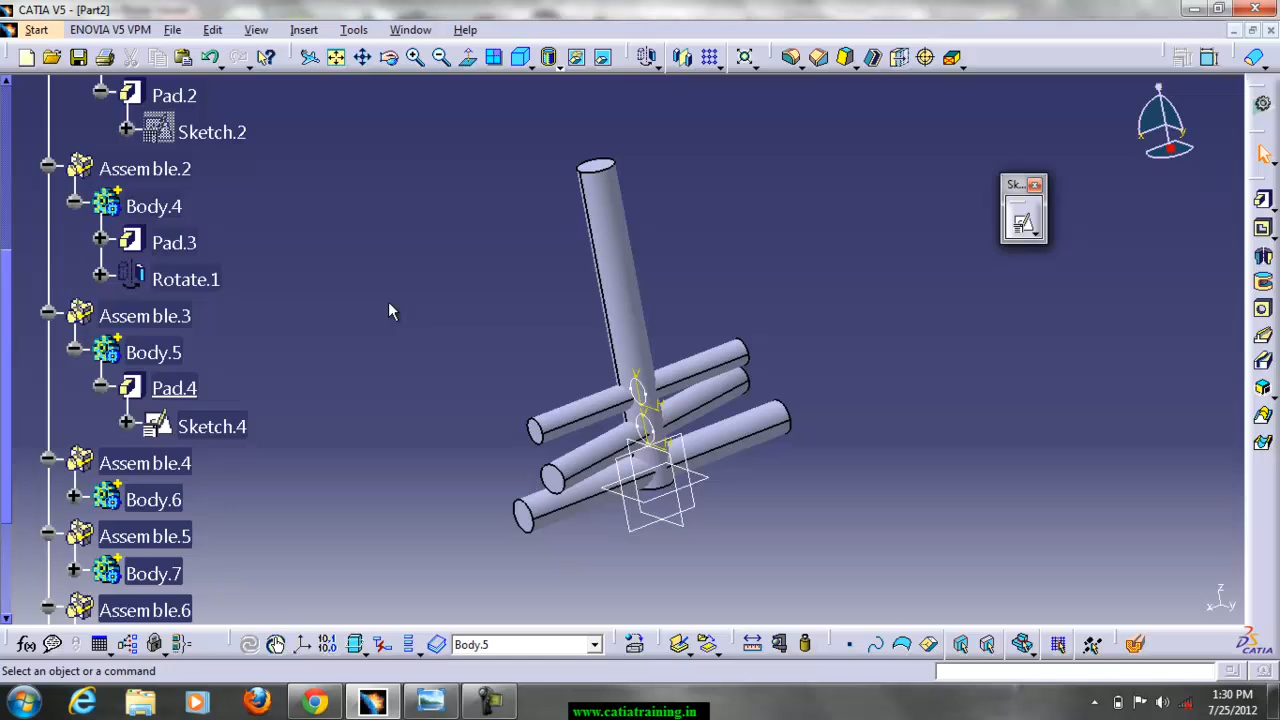 CATIA V5 - [Part2]
Start ENOVIA V5 VPM File Edit View Insert Tools Window Help
Pad.2
Sketch.2
Assemble.2
Body.4
Pad.3
Rotate.1
Assemble.3
Body.5
Pad.4
Sketch.4
Assemble.4
Body.6
Assemble.5
Body.7
Assemble.6
Sk...
z
x y
f(x) 10.1 Body.5
CATIA
Select an object or a command
1:30 PM
7/25/2012
www.catiatraining.in